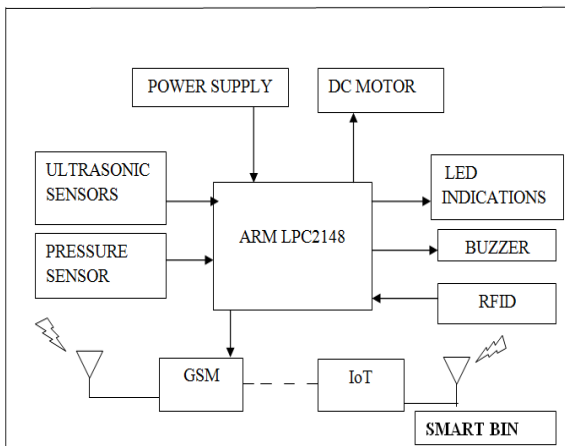 POWER SUPPLY
DC MOTOR
ULTRASONIC
SENSORS
LED
INDICATIONS
ARM LPC2148
PRESSURE
SENSOR
BUZZER
RFID
GSM
IoT
SMART BIN